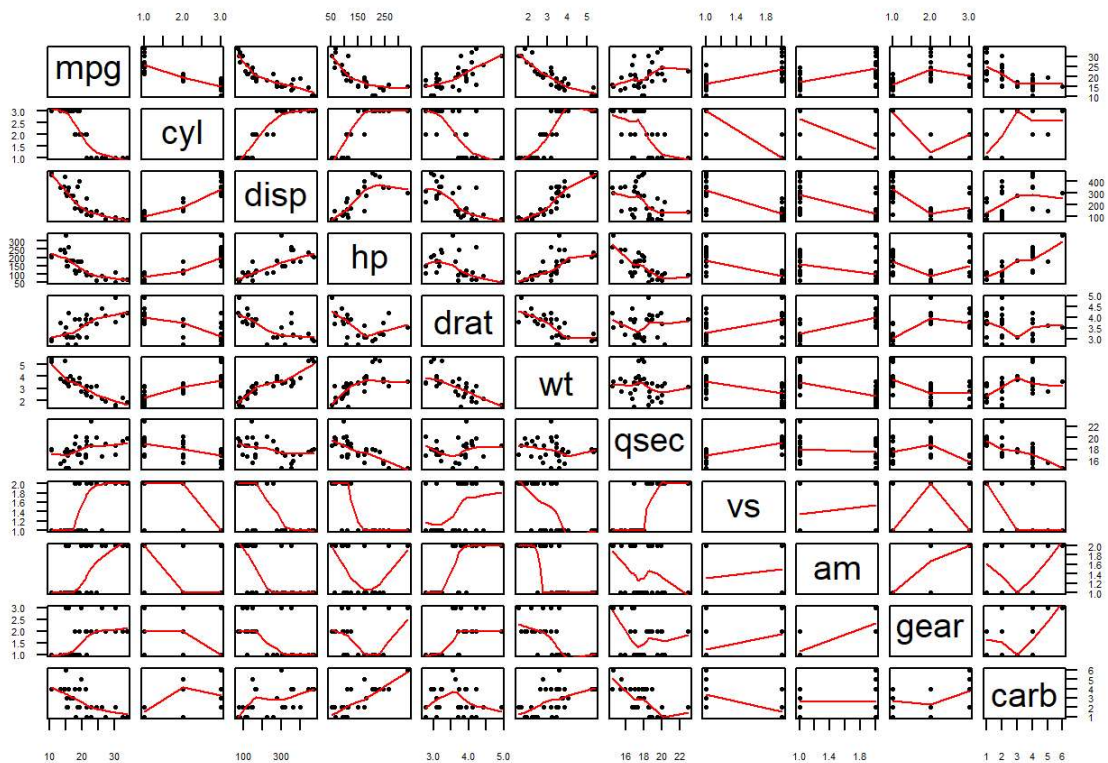 1.0 2.0 3.0 50 150 250 2 3 4 5 1.0 1.4 1.8 1.0 2.0 3.0
mpg 10 15 20 25 30
1.0 1.5 2.0 2.5 3.0 cyl
disp 100 200 300 400
50 100 150 200 250 300 hp
drat 3.0 3.5 4.0 4.5 5.0
2 3 4 5 wt
qsec 16 18 20 22
1.0 1.2 1.4 1.6 1.8 2.0 vs
am 1.0 1.2 1.4 1.6 1.8 2.0
1.0 1.5 2.0 2.5 3.0 gear
carb 1 2 3 4 5 6
10 20 30 100 300 3.0 4.0 5.0 16 18 20 22 1.0 1.4 1.8 1 2 3 4 5 6